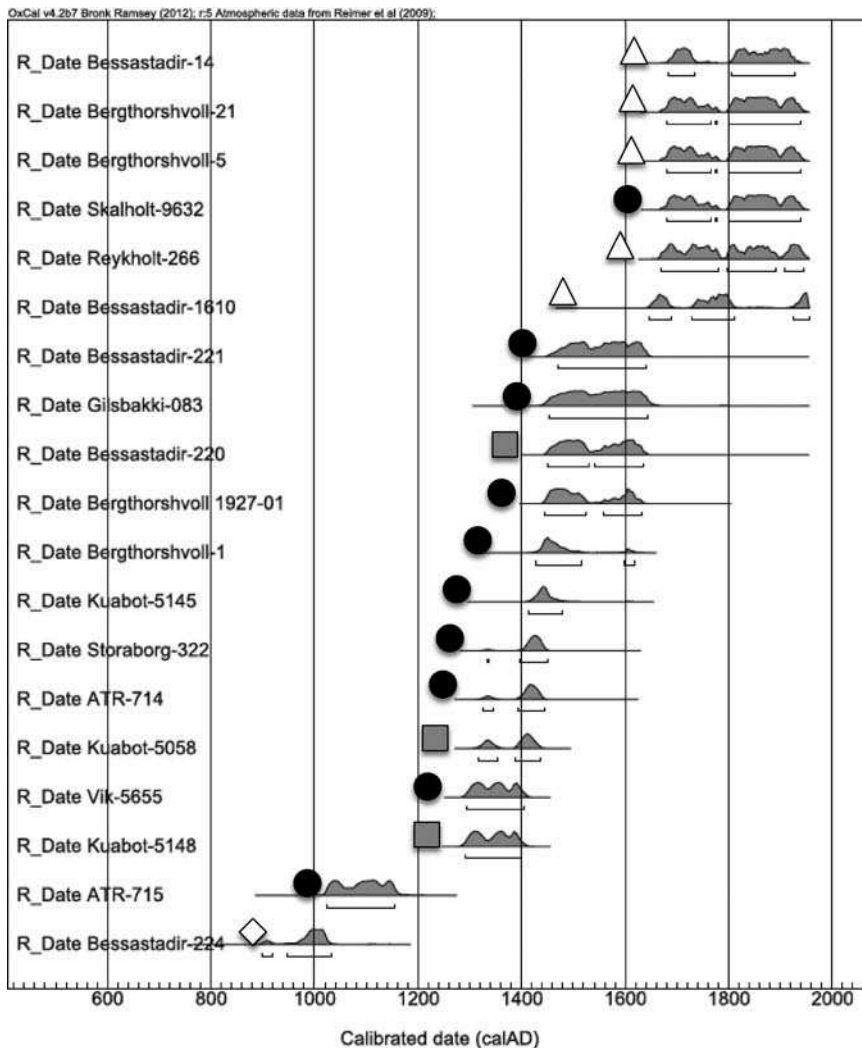 OxCal v4.2b7 Bronk Ramsey (2012); r:5 Atmospheric data from Reimer et al (2009);
R_Date Bessastadir-14
R_Date Bergthorshvoll-21
R_Date Bergthorshvoll-5
R_Date Skalholt-9632
R_Date Reykholt-266
R_Date Bessastadir-1610
R_Date Bessastadir-221
R_Date Gilsbakki-083
R_Date Bessastadir-220
R_Date Bergthorshvoll 1927-01
R_Date Bergthorshvoll-1
R_Date Kuabot-5145
R_Date Storaborg-322
R_Date ATR-714
R_Date Kuabot-5058
R_Date Vik-5655
R_Date Kuabot-5148
R_Date ATR-715
R_Date Bessastadir-224
600 800 1000 1200 1400 1600 1800 2000
Calibrated date (calAD)